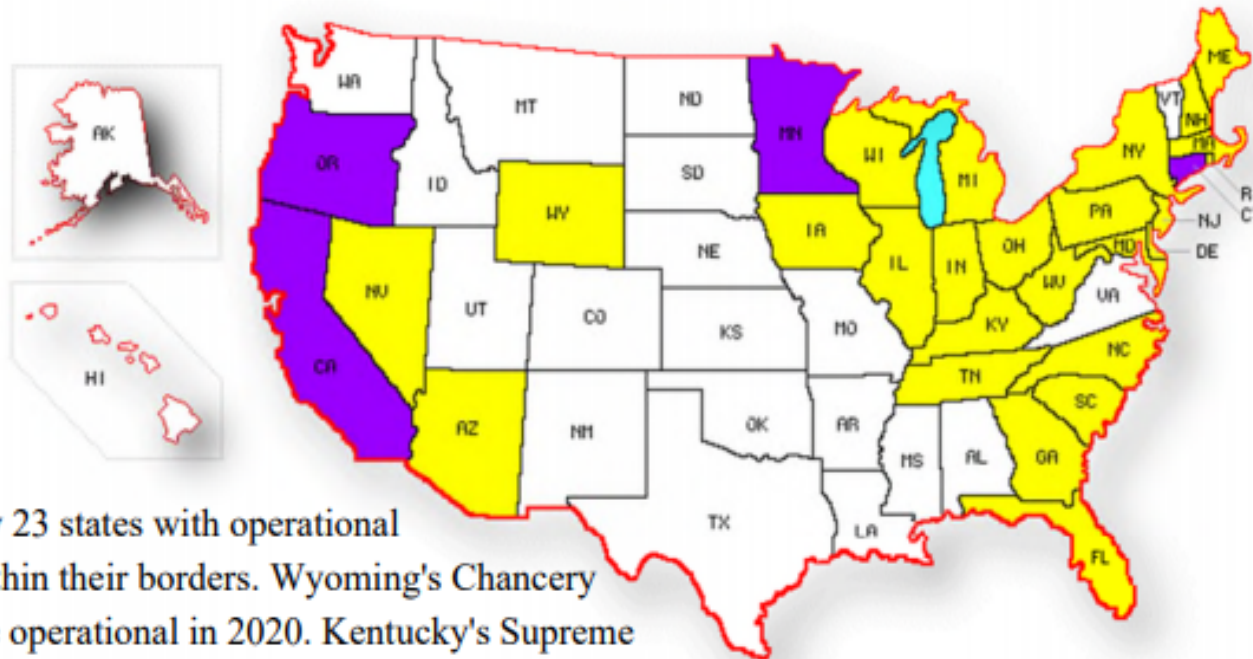 ME
WA
VT
MT
ND
MN
NH
AK
MA
OR
NY
WI
ID
SD
MI
WY
R
PA
C
IA
NJ
NE
OH
MD
DE
IL
IN
NV
WV
UT
VA
CO
KS
MO
KY
CA
NC
HI
TN
OK
SC
AZ
NM
AR
GA
MS
AL
TX
LA
FL
23 states with operational
thin their borders. Wyoming's Chancery
operational in 2020. Kentucky's Supreme